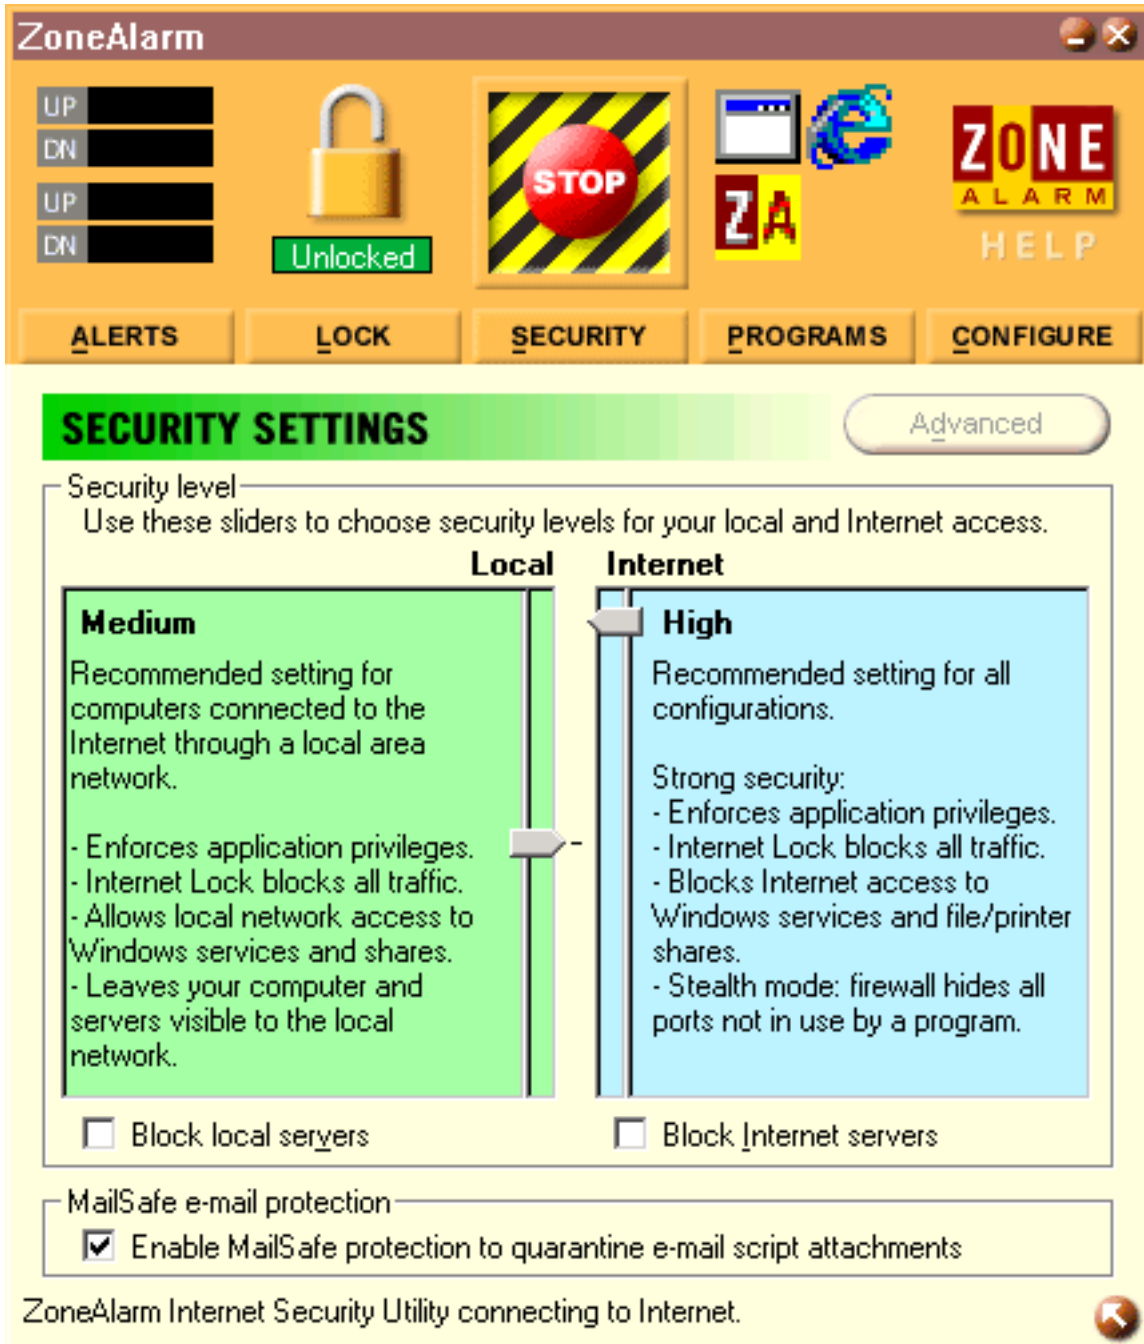 ZoneAlarm
UP
DN
UP
DN
Unlocked
STOP
ZA
ZONE
ALARM
HELP
ALERTS
LOCK
SECURITY
PROGRAMS
CONFIGURE
SECURITY SETTINGS
Advanced
Security level
Use these sliders to choose security levels for your local and Internet access.
Local
Internet
Medium
Recommended setting for
computers connected to the
Internet through a local area
network.
- Enforces application privileges.
- Internet Lock blocks all traffic.
- Allows local network access to
Windows services and shares.
- Leaves your computer and
servers visible to the local
network.
High
Recommended setting for all
configurations.
Strong security:
- Enforces application privileges.
- Internet Lock blocks all traffic.
- Blocks Internet access to
Windows services and file/printer
shares.
- Stealth mode: firewall hides all
ports not in use by a program.
Block local servers
Block Internet servers
MailSafe e-mail protection
Enable MailSafe protection to quarantine e-mail script attachments
ZoneAlarm Internet Security Utility connecting to Internet.